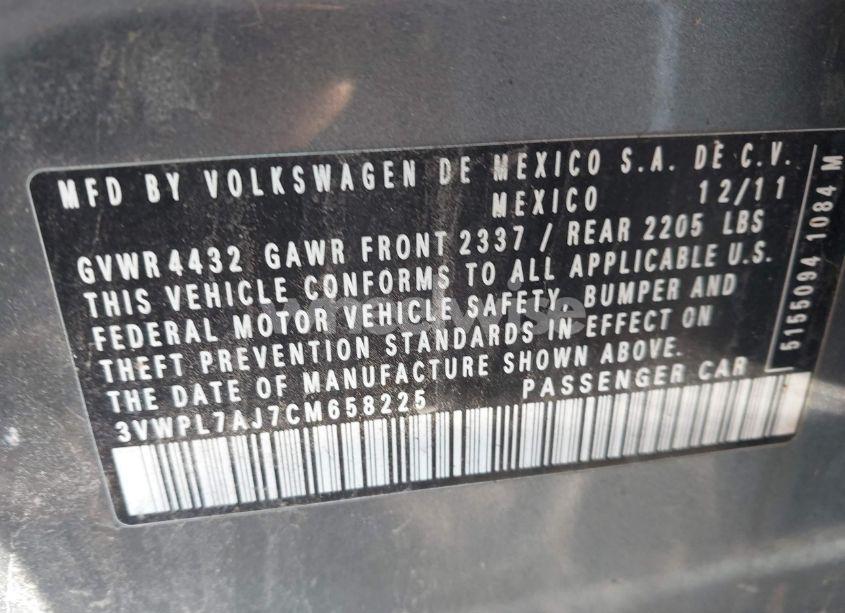 MFD BY VOLKSWAGEN DE MEXICO S.A. DE C.V.
MEXICO 12/11
GVWR 4432 GAWR FRONT 2337 / REAR 2205 LBS
THIS VEHICLE CONFORMS TO ALL APPLICABLE U.S.
FEDERAL MOTOR VEHICLE SAFETY, BUMPER AND
THEFT PREVENTION STANDARDS IN EFFECT ON
THE DATE OF MANUFACTURE SHOWN ABOVE.
3VWPL7AJ7CM658225 PASSENGER CAR
5155094 1084 M